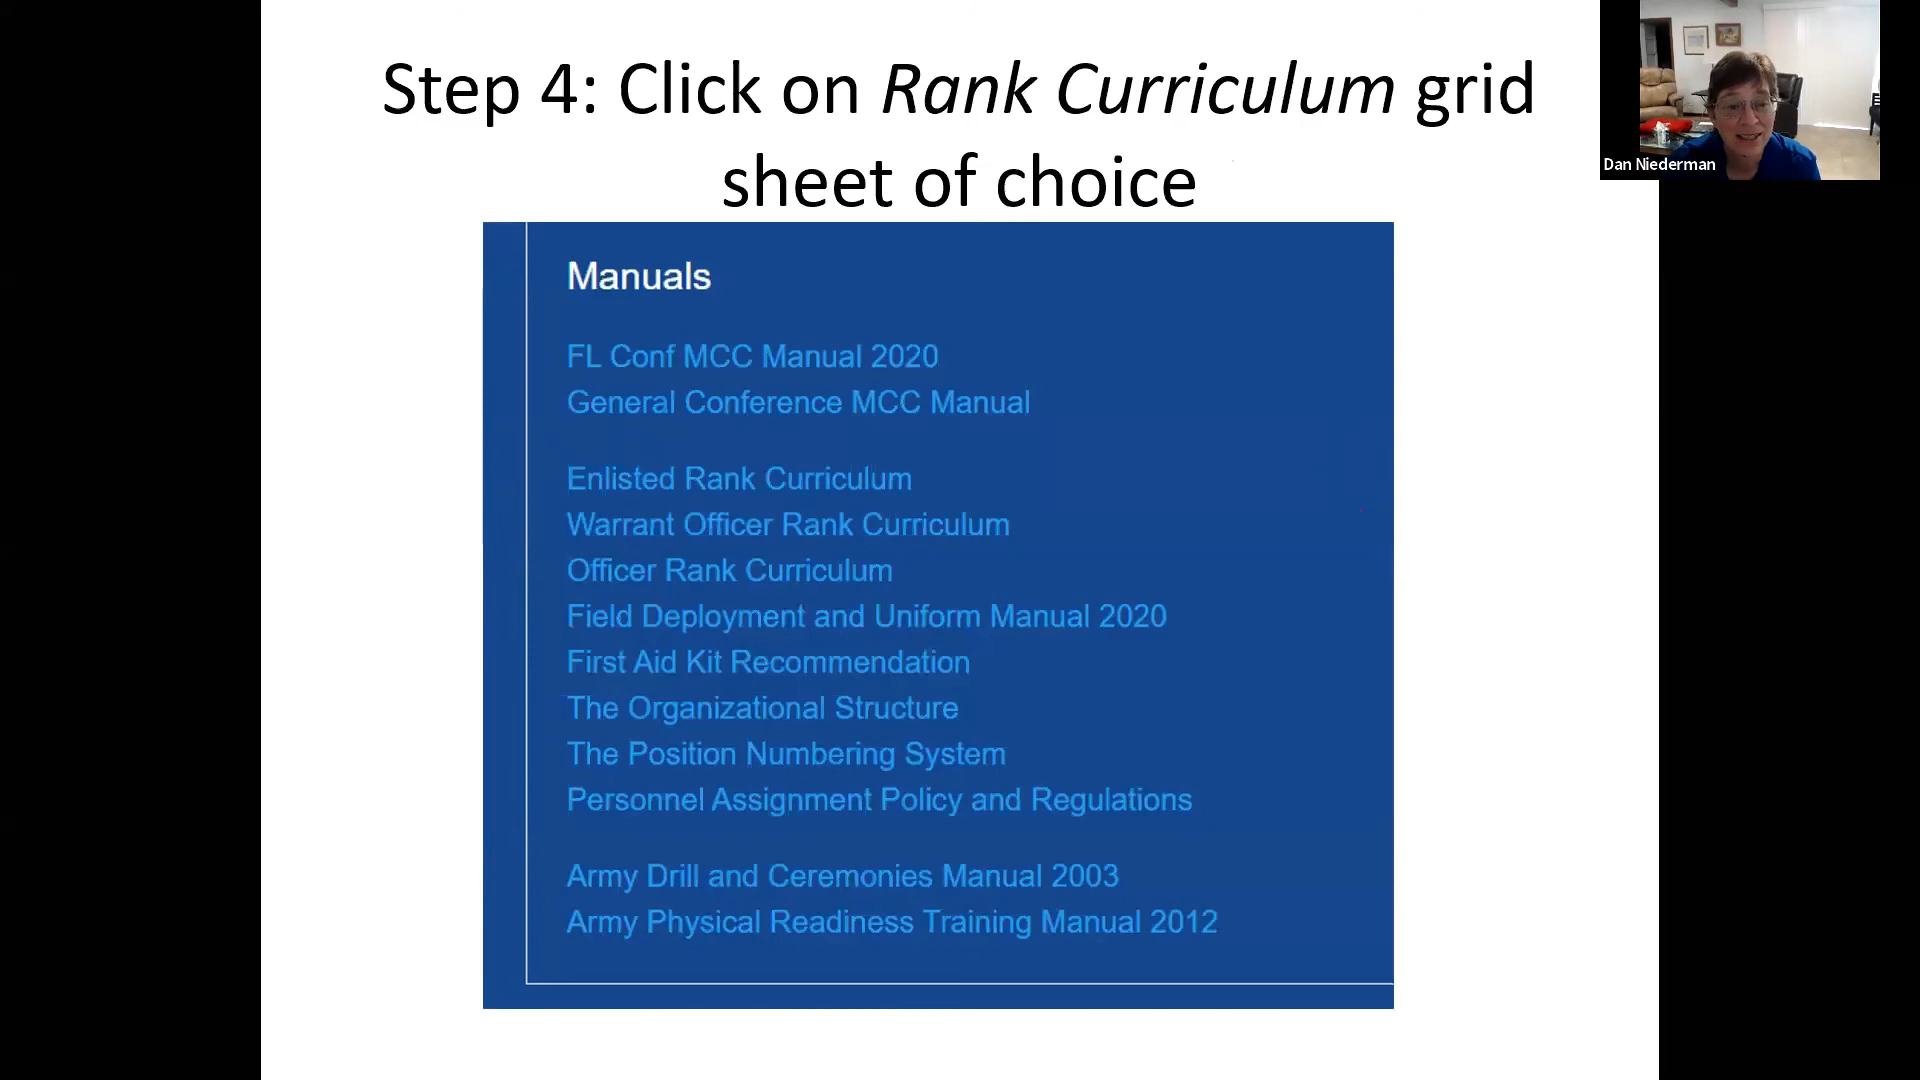 Step 4: Click on Rank Curriculum grid
sheet of choice
Dan Niederman
Manuals
FL Conf MCC Manual 2020
General Conference MCC Manual
Enlisted Rank Curriculum
Warrant Officer Rank Curriculum
Officer Rank Curriculum
Field Deployment and Uniform Manual 2020
First Aid Kit Recommendation
The Organizational Structure
The Position Numbering System
Personnel Assignment Policy and Regulations
Army Drill and Ceremonies Manual 2003
Army Physical Readiness Training Manual 2012